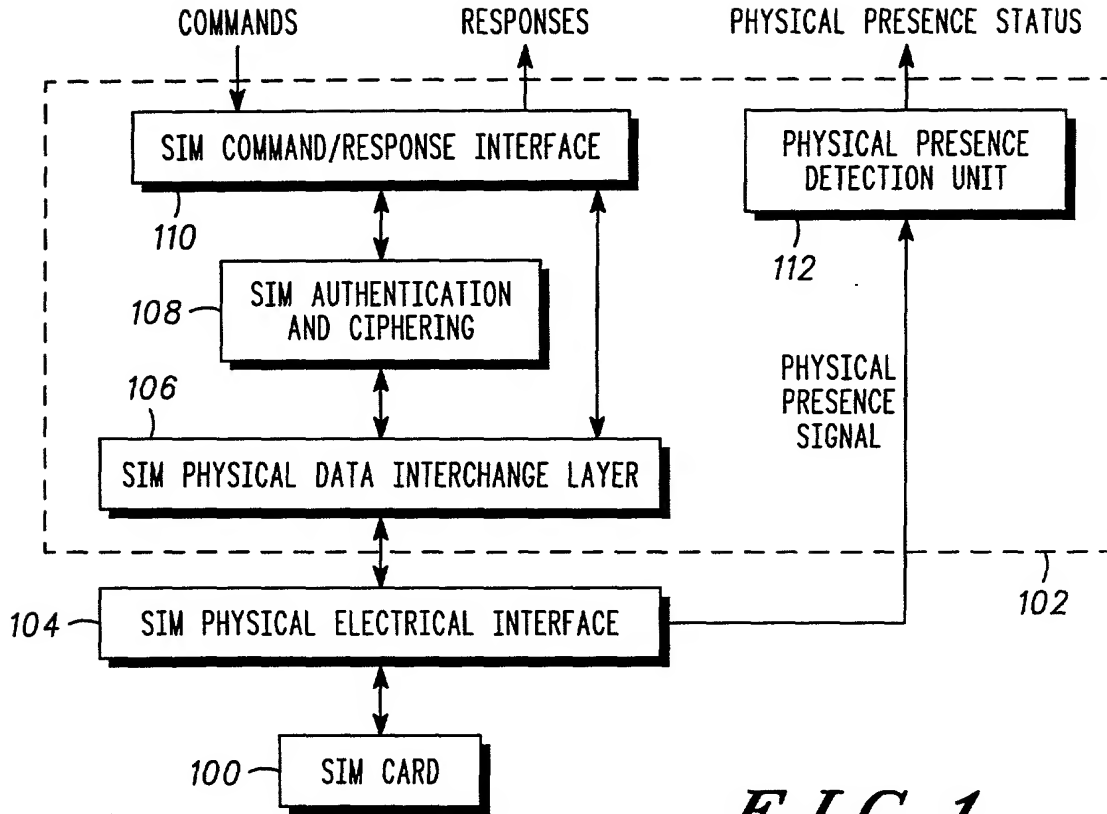 COMMANDS
RESPONSES
PHYSICAL PRESENCE STATUS
SIM COMMAND/RESPONSE INTERFACE
110
PHYSICAL PRESENCE
DETECTION UNIT
112
SIM AUTHENTICATION
AND CIPHERING
108
106
PHYSICAL
PRESENCE
SIGNAL
SIM PHYSICAL DATA INTERCHANGE LAYER
102
104
SIM PHYSICAL ELECTRICAL INTERFACE
100
SIM CARD
FIG. 1